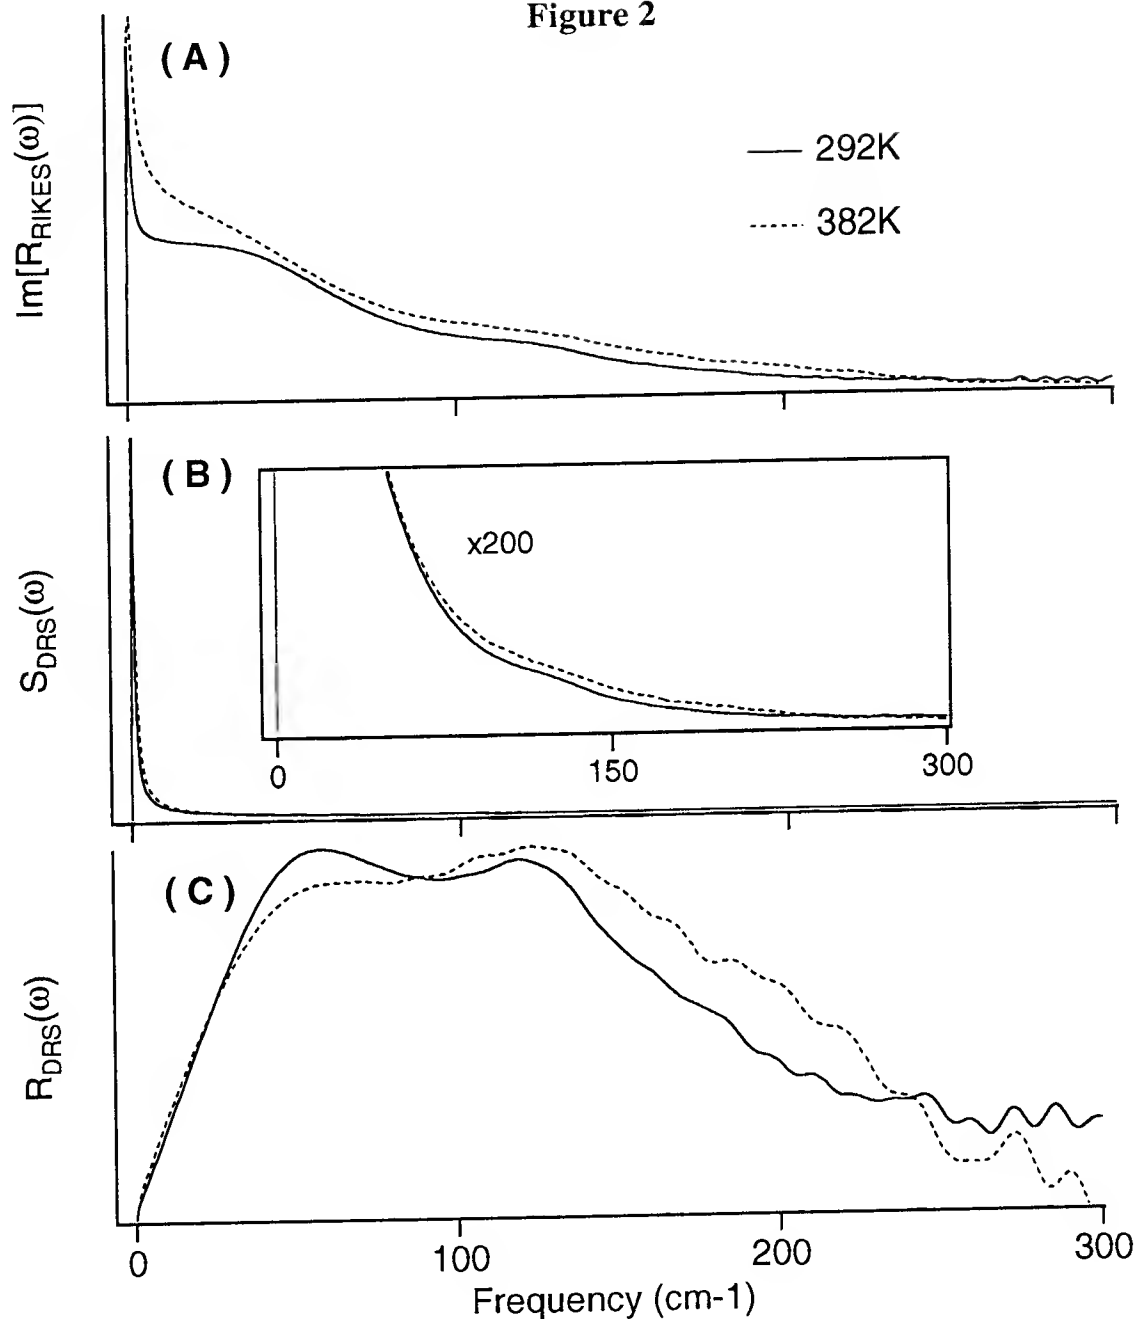 Figure 2
(A)
Im[R_RIKES(ω)]
292K
382K
(B)
S_DRS(ω)
x200
0 150 300
(C)
R_DRS(ω)
0 100 200 300
Frequency (cm-1)